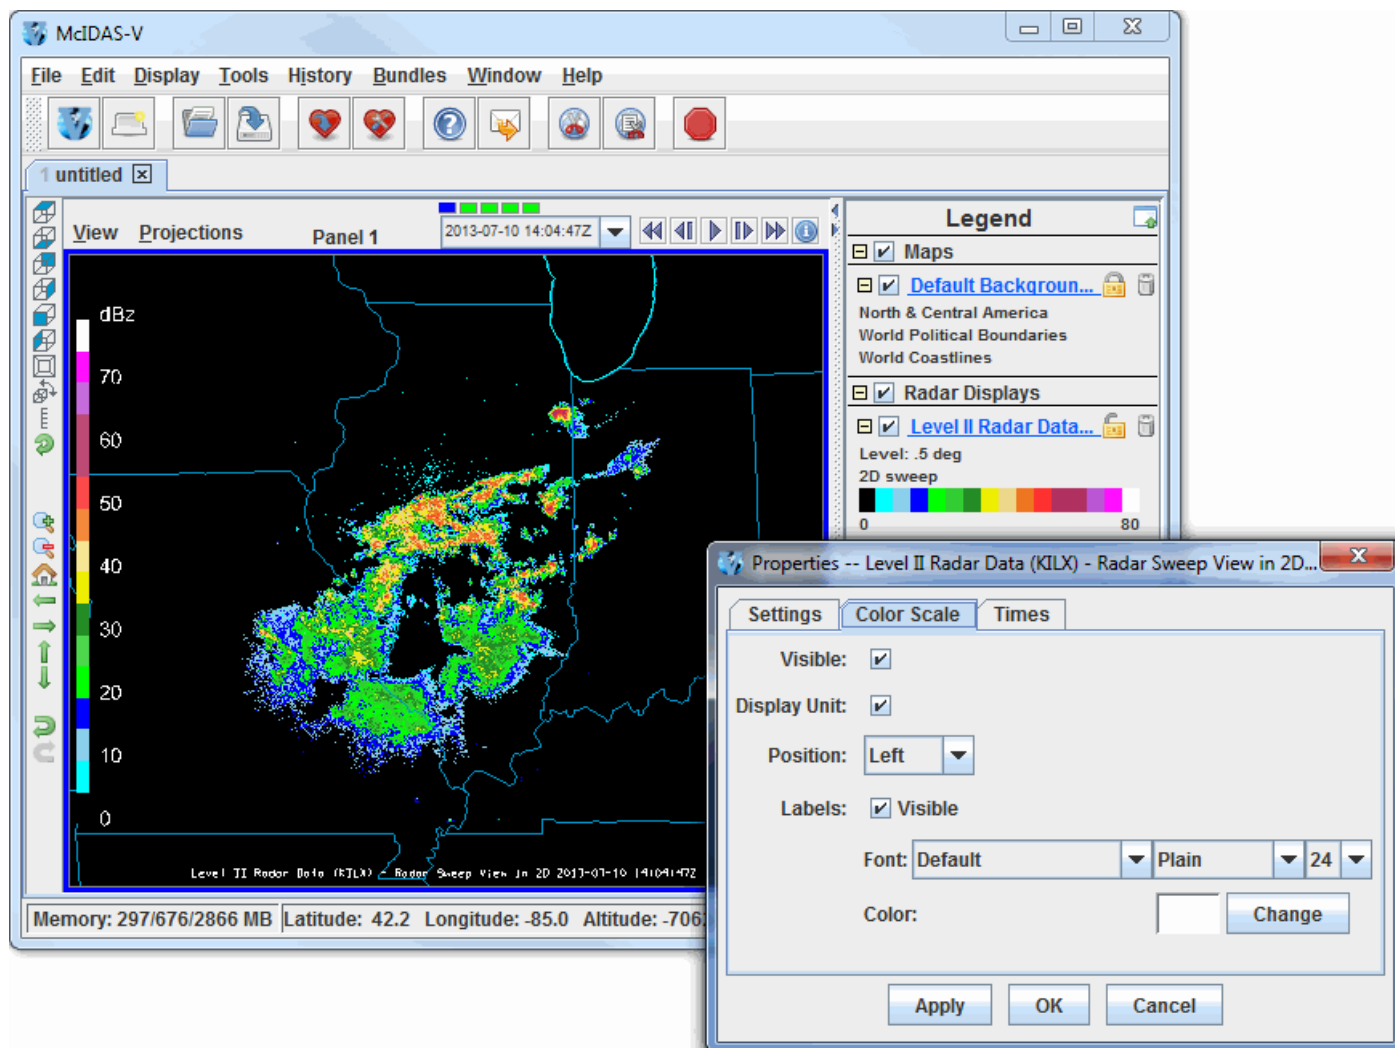 McIDAS-V
File Edit Display Tools History Bundles Window Help
1 untitled
View Projections Panel 1 2013-07-10 14:04:47Z
dBz
70
60
50
40
30
20
10
0
Level II Radar Data (KILX) - Radar Sweep View in 2D 2013-07-10 14:04:47Z
Legend
Maps
Default Backgroun...
North & Central America
World Political Boundaries
World Coastlines
Radar Displays
Level II Radar Data...
Level: .5 deg
2D sweep
0 80
Memory: 297/676/2866 MB Latitude: 42.2 Longitude: -85.0 Altitude: -706
Properties -- Level II Radar Data (KILX) - Radar Sweep View in 2D...
Settings Color Scale Times
Visible:
Display Unit:
Position: Left
Labels: Visible
Font: Default Plain 24
Color: Change
Apply OK Cancel